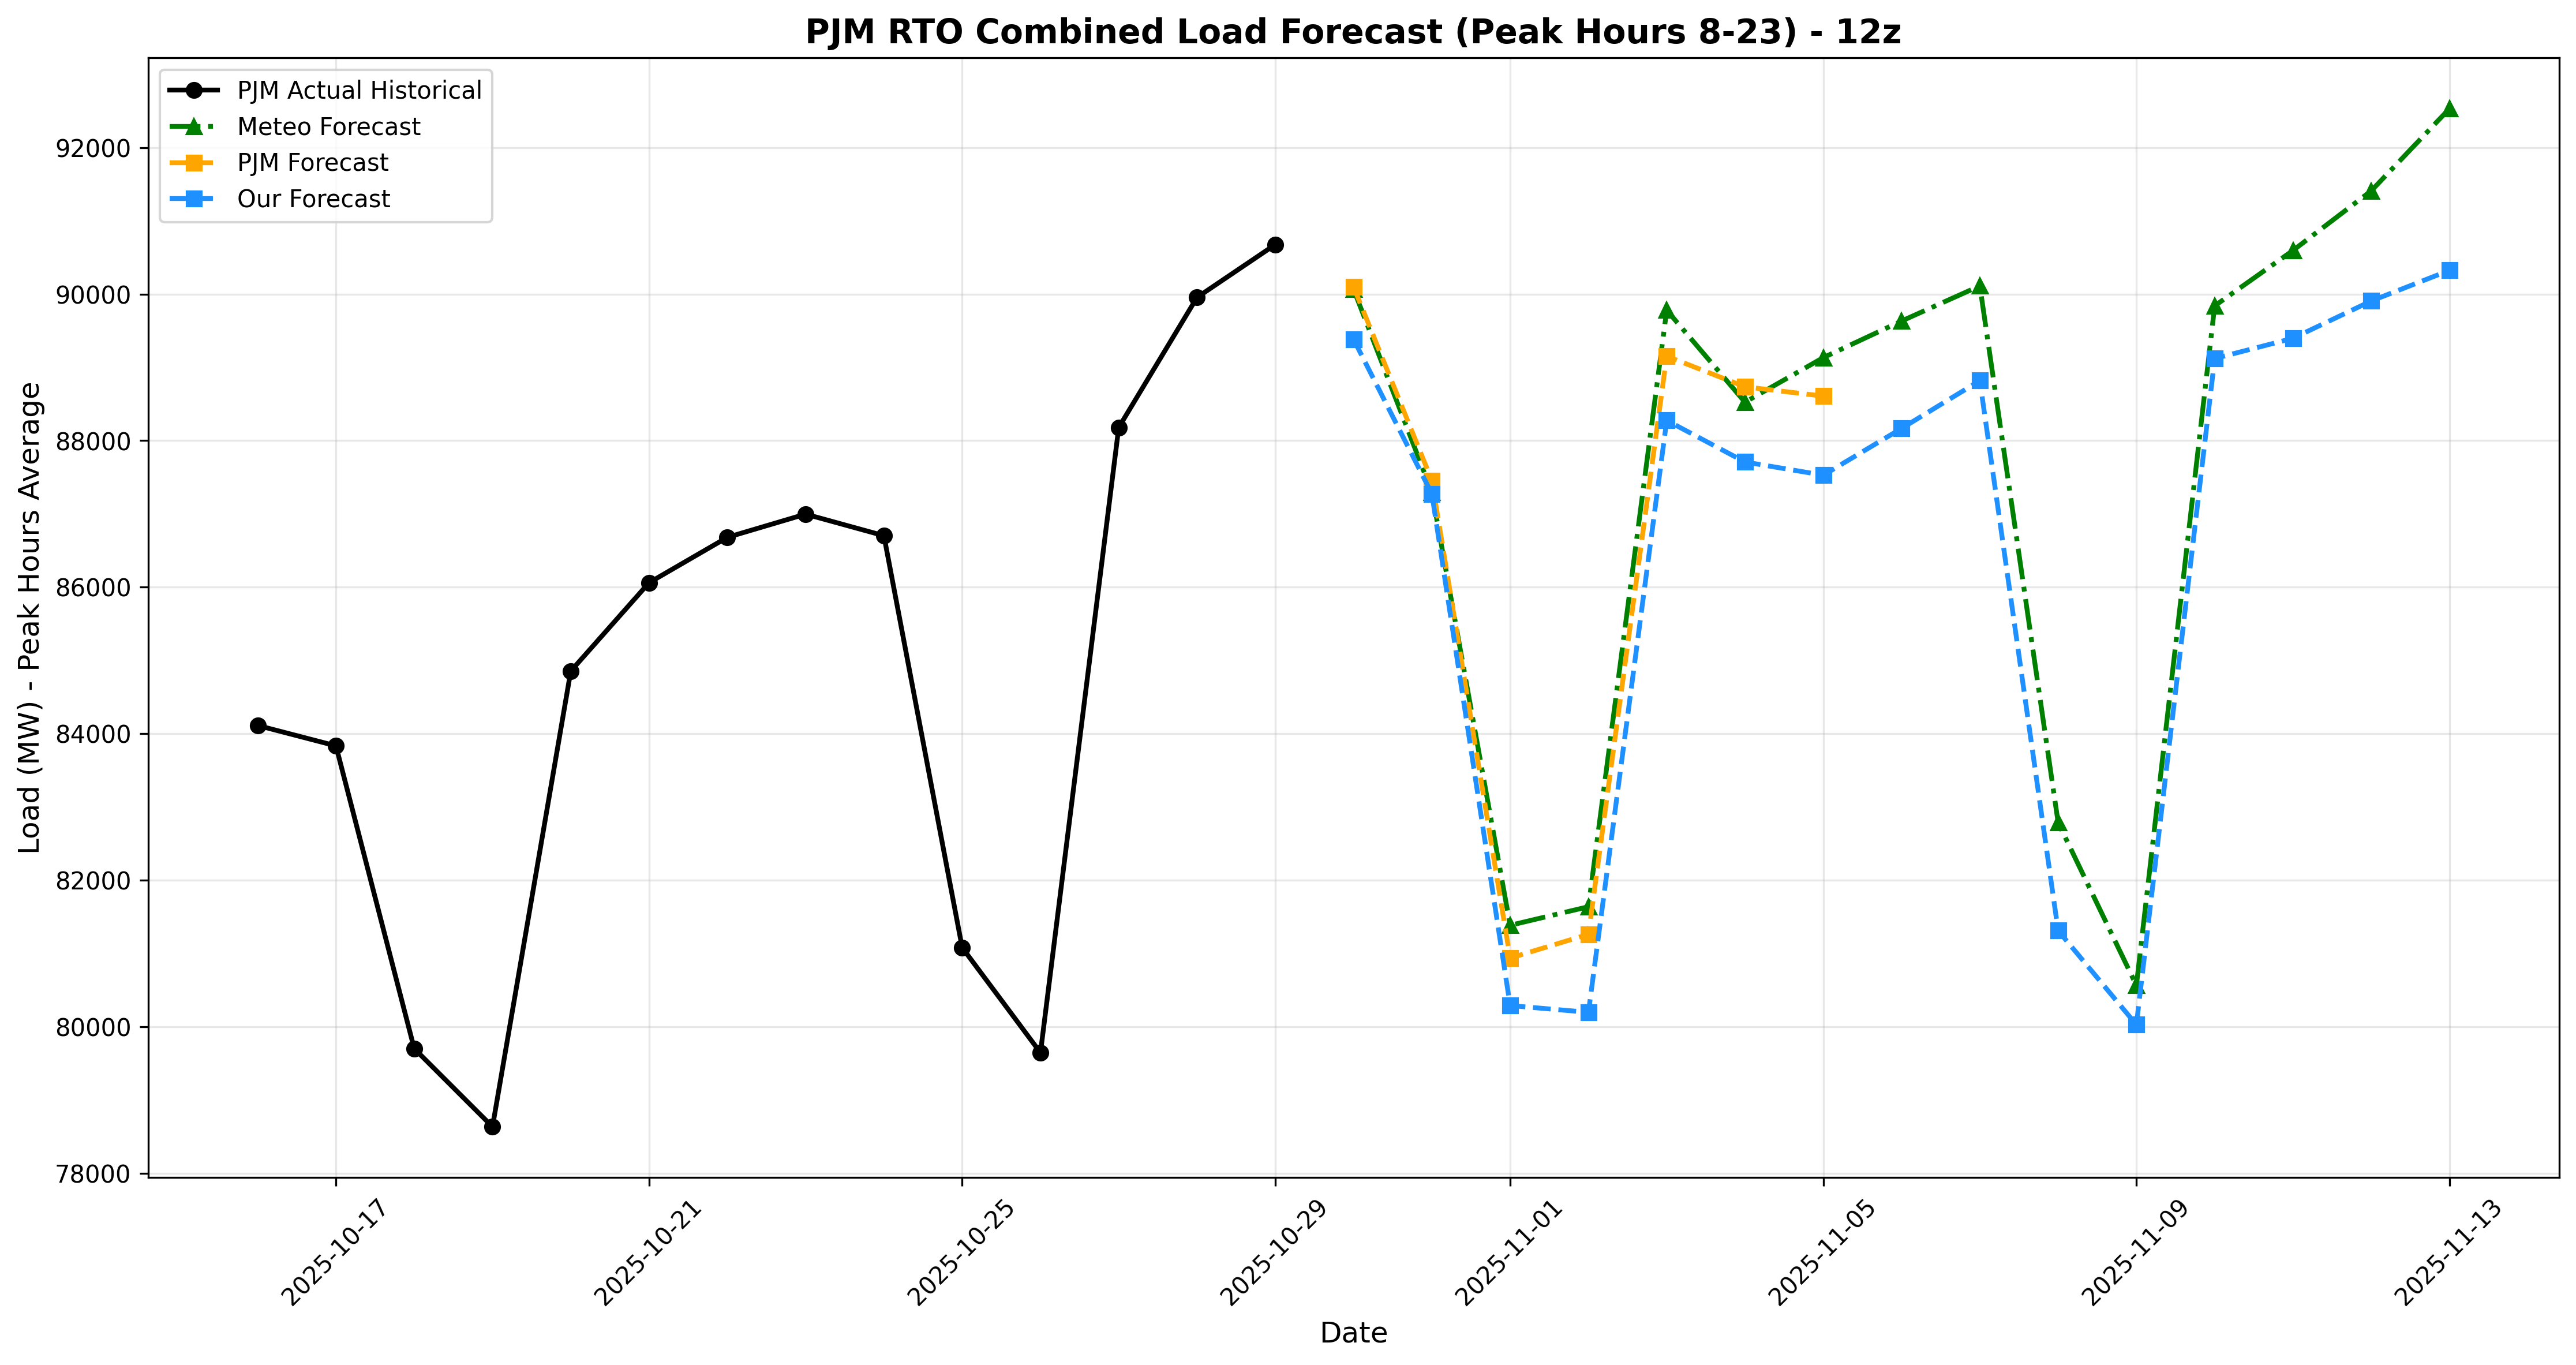 PJM RTO Combined Load Forecast (Peak Hours 8-23) - 12z
PJM Actual Historical
Meteo Forecast
PJM Forecast
Our Forecast
Load (MW) - Peak Hours Average
92000
90000
88000
86000
84000
82000
80000
78000
2025-10-17
2025-10-21
2025-10-25
2025-10-29
2025-11-01
2025-11-05
2025-11-09
2025-11-13
Date